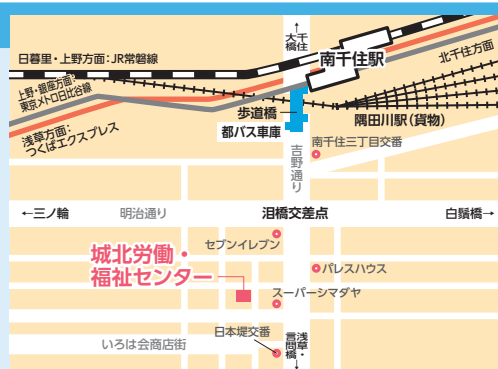 ←千住大橋
日暮里・上野方面：JR常磐線
南千住駅
北千住方面
上野・銀座方面：
東京メトロ日比谷線
浅草方面：
つくばエクスプレス
歩道橋
都バス車庫
隅田川駅（貨物）
南千住三丁目交番
吉野通り
←三ノ輪
明治通り
泪橋交差点
白鬚橋→
セブンイレブン
城北労働・
福祉センター
パレスハウス
スーパーシマダヤ
日本堤交番
いろは会商店街
浅草・
言問橋→